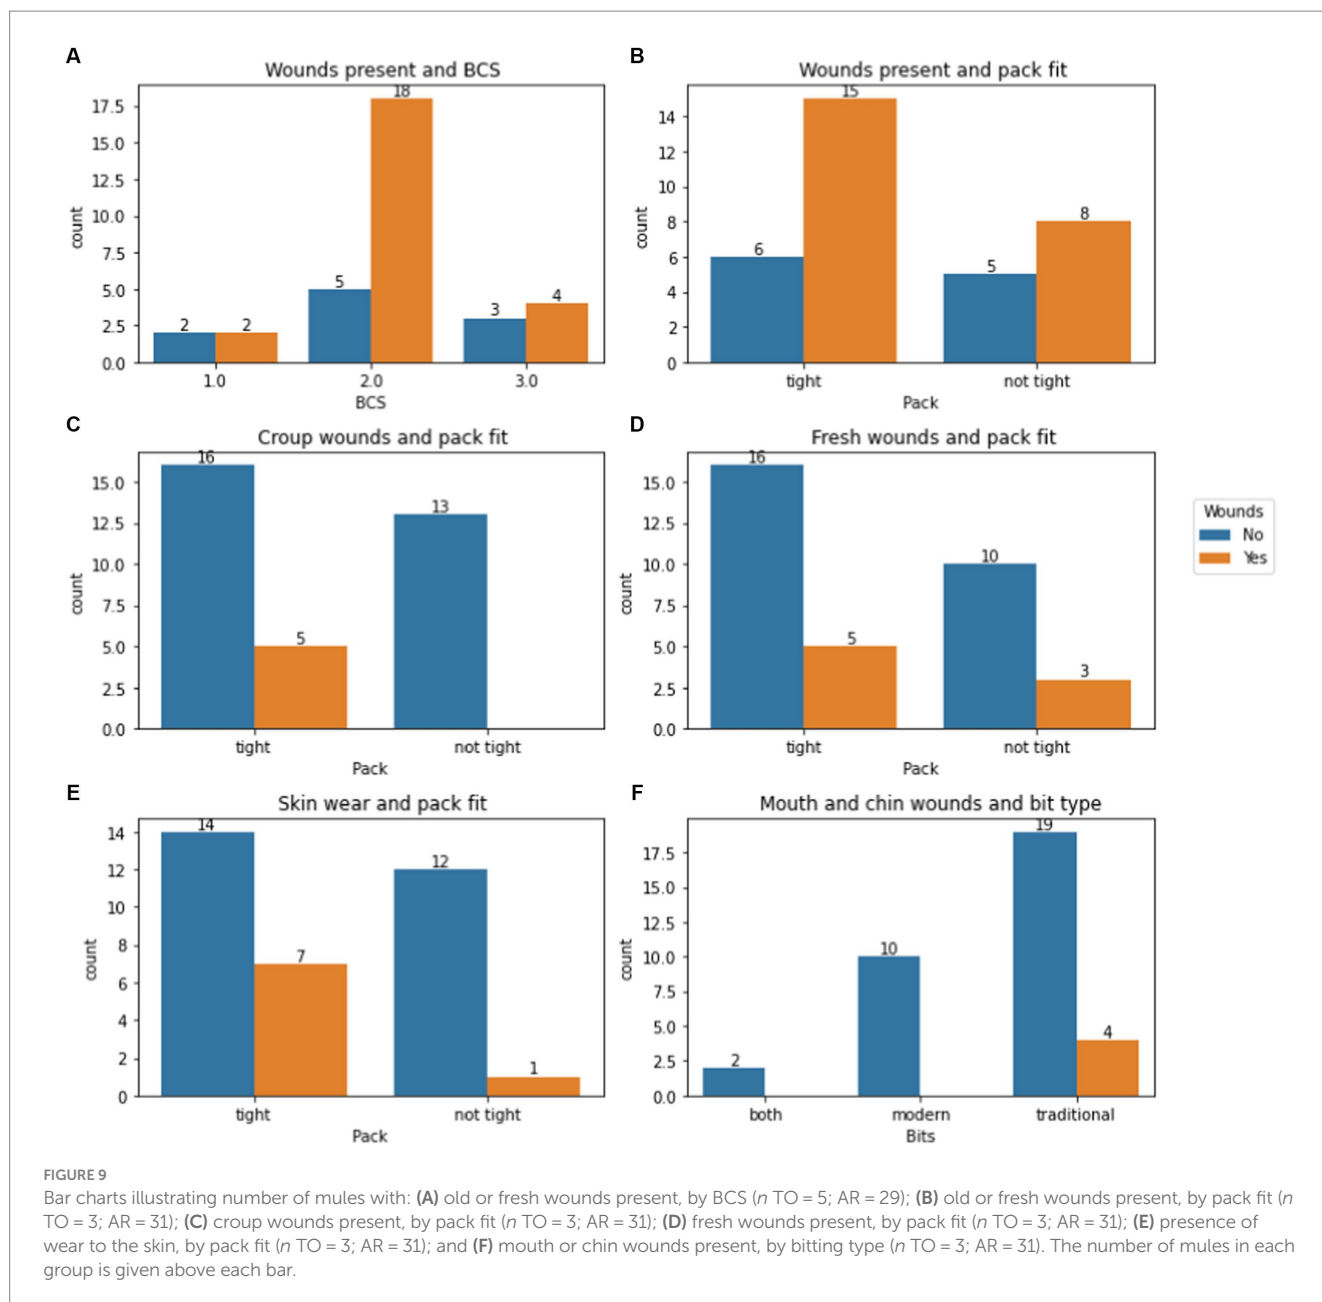 A
Wounds present and BCS
17.5
15.0
12.5
10.0
7.5
5.0
2.5
0.0
count
2
2
5
18
3
4
1.0 2.0 3.0
BCS
B
Wounds present and pack fit
14
12
10
8
6
4
2
0
count
6
15
5
8
tight not tight
Pack
C
Croup wounds and pack fit
15.0
12.5
10.0
7.5
5.0
2.5
0.0
count
16
5
13
tight not tight
Pack
D
Fresh wounds and pack fit
15.0
12.5
10.0
7.5
5.0
2.5
0.0
count
16
5
10
3
tight not tight
Pack
Wounds
No
Yes
E
Skin wear and pack fit
14
12
10
8
6
4
2
0
count
14
7
12
1
tight not tight
Pack
F
Mouth and chin wounds and bit type
17.5
15.0
12.5
10.0
7.5
5.0
2.5
0.0
count
2
10
19
4
both modern traditional
Bits
FIGURE 9
Bar charts illustrating number of mules with: (A) old or fresh wounds present, by BCS (n TO = 5; AR = 29); (B) old or fresh wounds present, by pack fit (n
TO = 3; AR = 31); (C) croup wounds present, by pack fit (n TO = 3; AR = 31); (D) fresh wounds present, by pack fit (n TO = 3; AR = 31); (E) presence of
wear to the skin, by pack fit (n TO = 3; AR = 31); and (F) mouth or chin wounds present, by bitting type (n TO = 3; AR = 31). The number of mules in each
group is given above each bar.